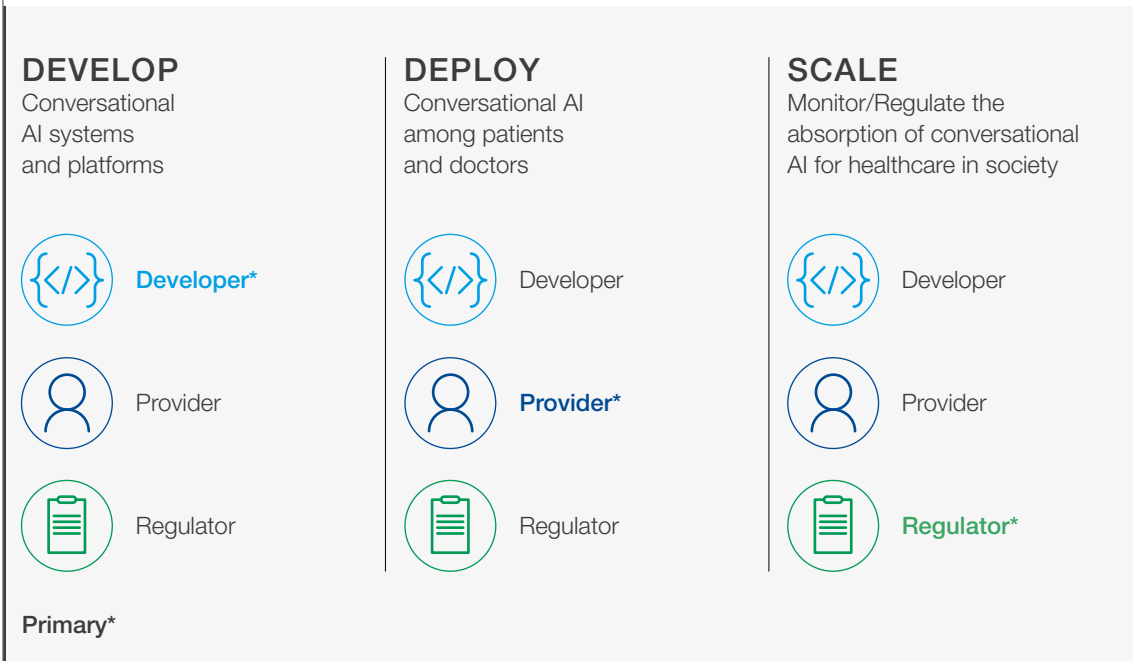 DEVELOP
Conversational
AI systems
and platforms
Developer*
Provider
Regulator
DEPLOY
Conversational AI
among patients
and doctors
Developer
Provider*
Regulator
SCALE
Monitor/Regulate the
absorption of conversational
AI for healthcare in society
Developer
Provider
Regulator*
Primary*